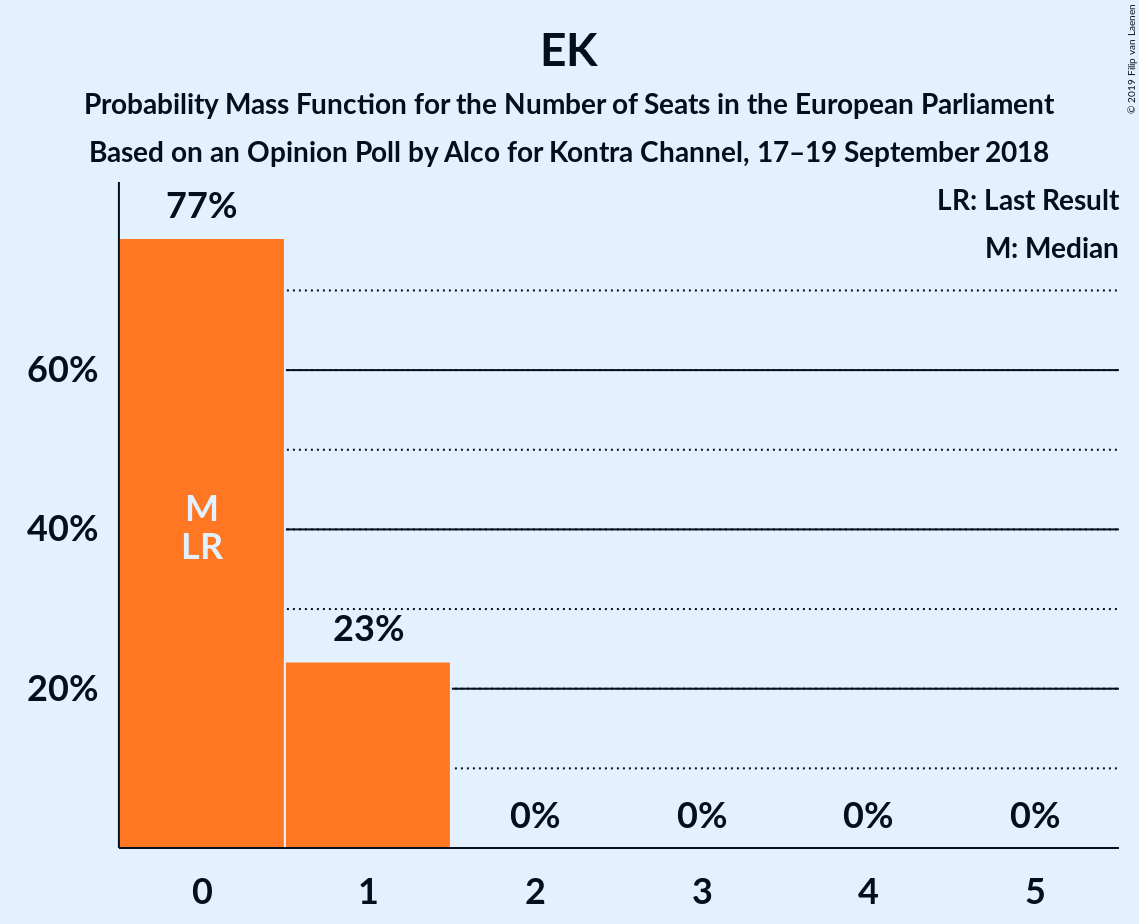 EK
Probability Mass Function for the Number of Seats in the European Parliament
Based on an Opinion Poll by Alco for Kontra Channel, 17–19 September 2018
© 2019 Filip van Laenen
LR: Last Result
M: Median
77%
60%
M
40%
LR
23%
20%
0% 0% 0% 0%
0 1 2 3 4 5